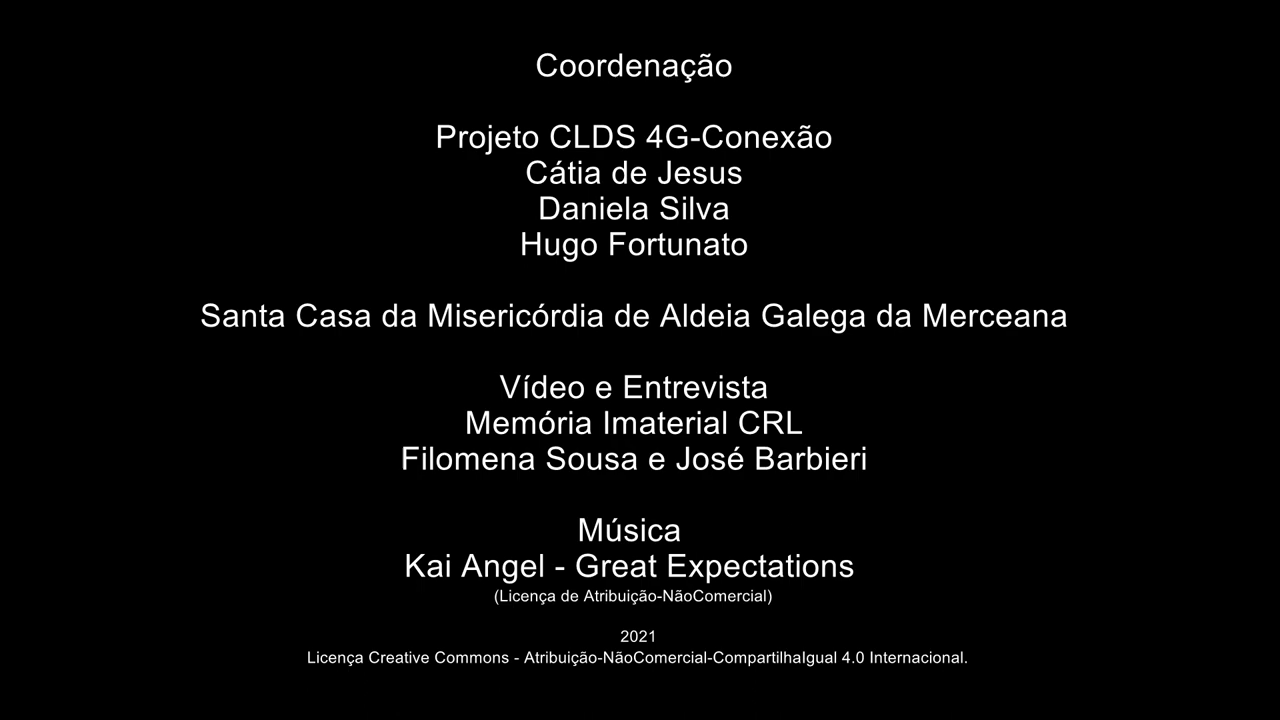 Coordenação
Projeto CLDS 4G-Conexão
Cátia de Jesus
Daniela Silva
Hugo Fortunato
Santa Casa da Misericórdia de Aldeia Galega da Merceana
Vídeo e Entrevista
Memória Imaterial CRL
Filomena Sousa e José Barbieri
Música
Kai Angel - Great Expectations
(Licença de Atribuição-NãoComercial)
2021
Licença Creative Commons - Atribuição-NãoComercial-CompartilhaIgual 4.0 Internacional.